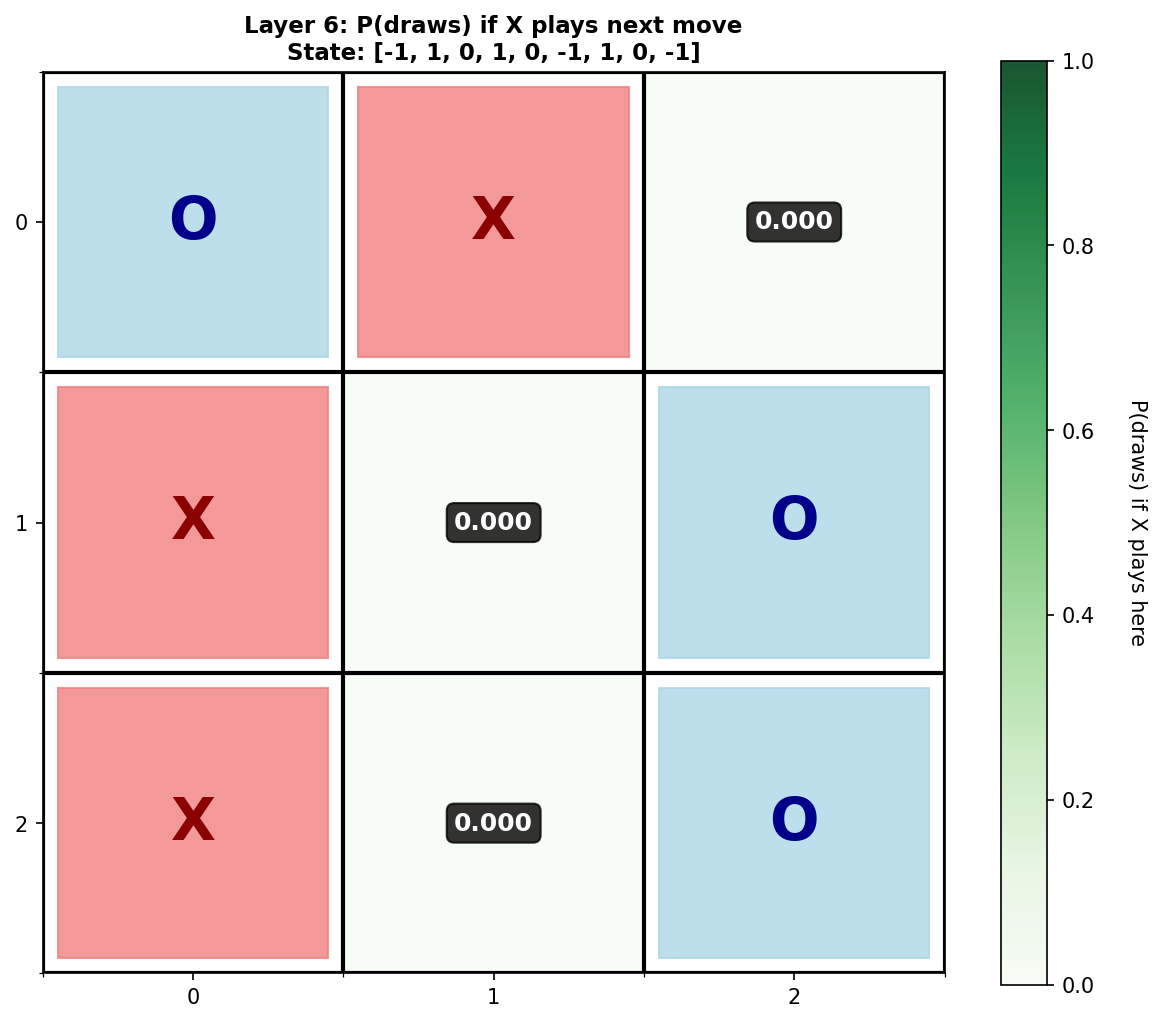 Layer 6: P(draws) if X plays next move
State: [-1, 1, 0, 1, 0, -1, 1, 0, -1]
0
O
X
0.000
1
X
0.000
O
2
X
0.000
O
0
1
2
1.0
0.8
0.6
0.4
0.2
0.0
P(draws) if X plays here